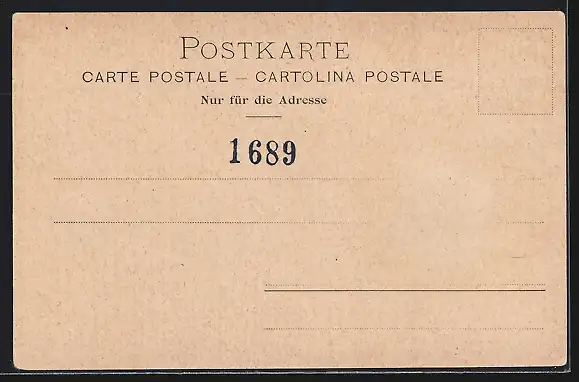 POSTKARTE
CARTE POSTALE – CARTOLINA POSTALE
Nur für die Adresse
1689